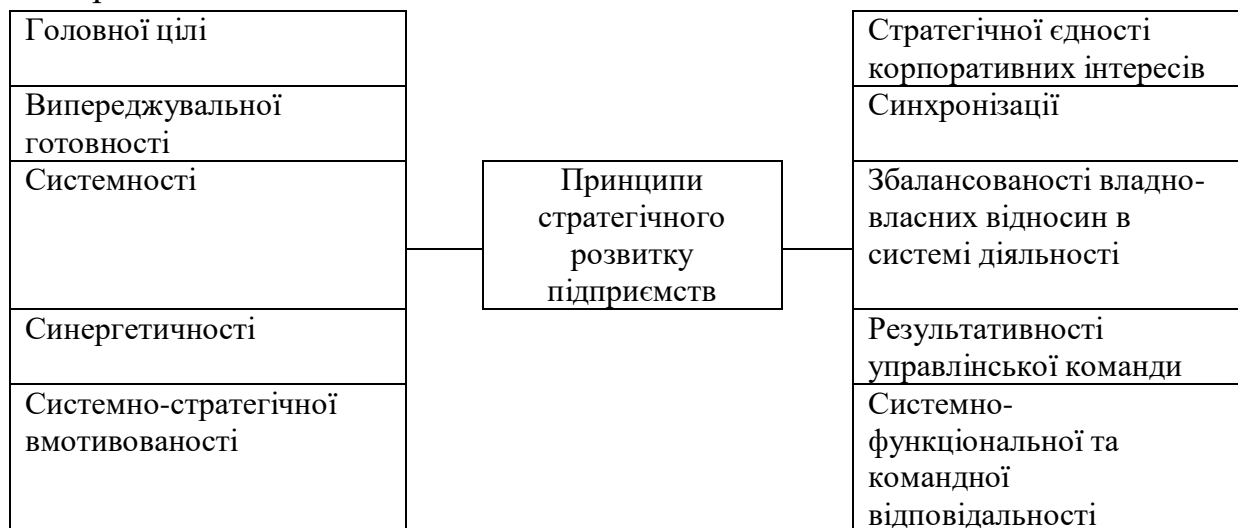 Головної цілі
Випереджувальної
готовності
Системності
Синергетичності
Системно-стратегічної
вмотивованості
Принципи
стратегічного
розвитку
підприємств
Стратегічної єдності
корпоративних інтересів
Синхронізації
Збалансованості владно-
власних відносин в
системі діяльності
Результативності
управлінської команди
Системно-
функціональної та
командної
відповідальності